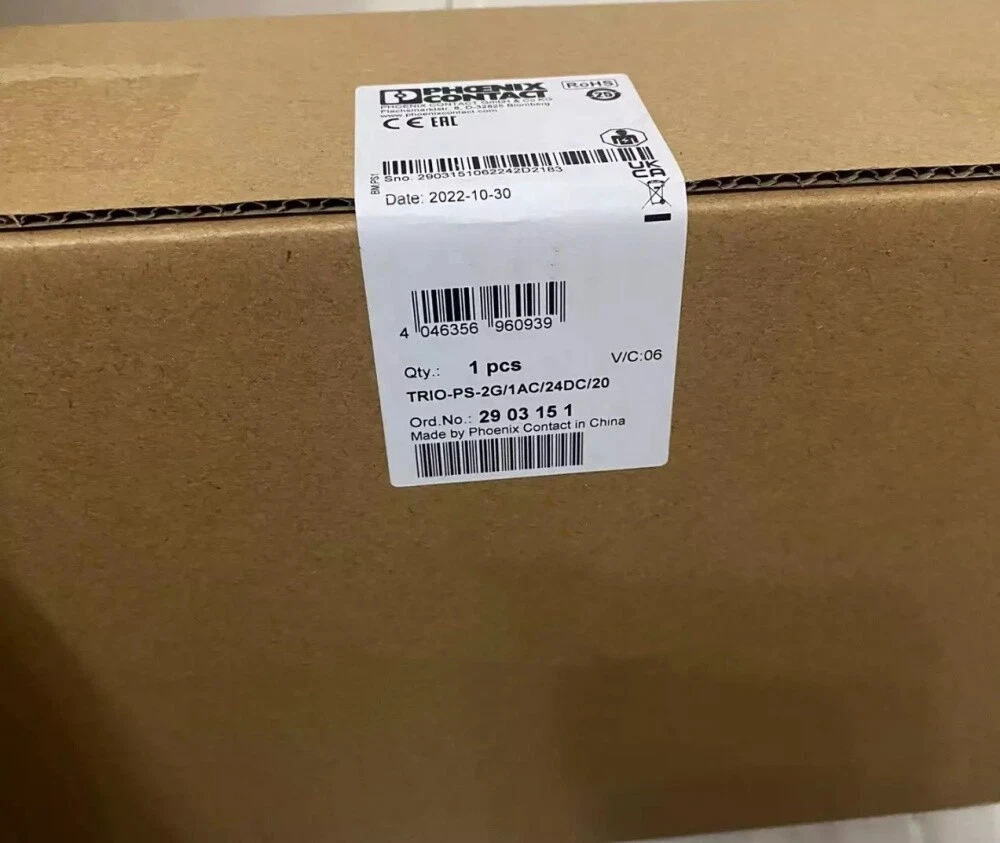 PHŒNIX
CONTACT
RoHS
PHOENIX CONTACT GmbH & Co KG
Flachsmarktstr. 8, D-32825 Blomberg
www.phoenixcontact.com
25
CE EAC
BM.PS1
Sno. 2903151062242D2183
UK
CA
Date: 2022-10-30
4 046356 960939
Qty.: 1 pcs
V/C:06
TRIO-PS-2G/1AC/24DC/20
Ord.No.: 29 03 15 1
Made by Phoenix Contact in China